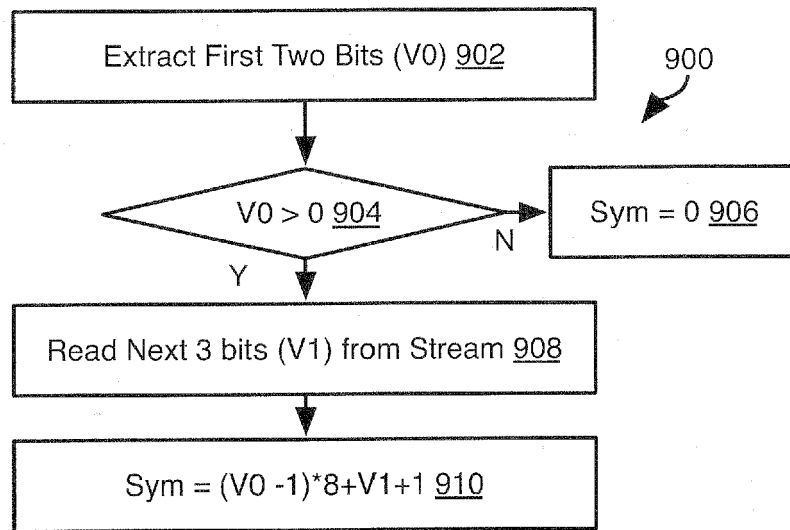 Extract First Two Bits (V0) 902
900
V0 > 0 904
Sym = 0 906
N
Y
Read Next 3 bits (V1) from Stream 908
Sym = (V0 -1)*8+V1+1 910